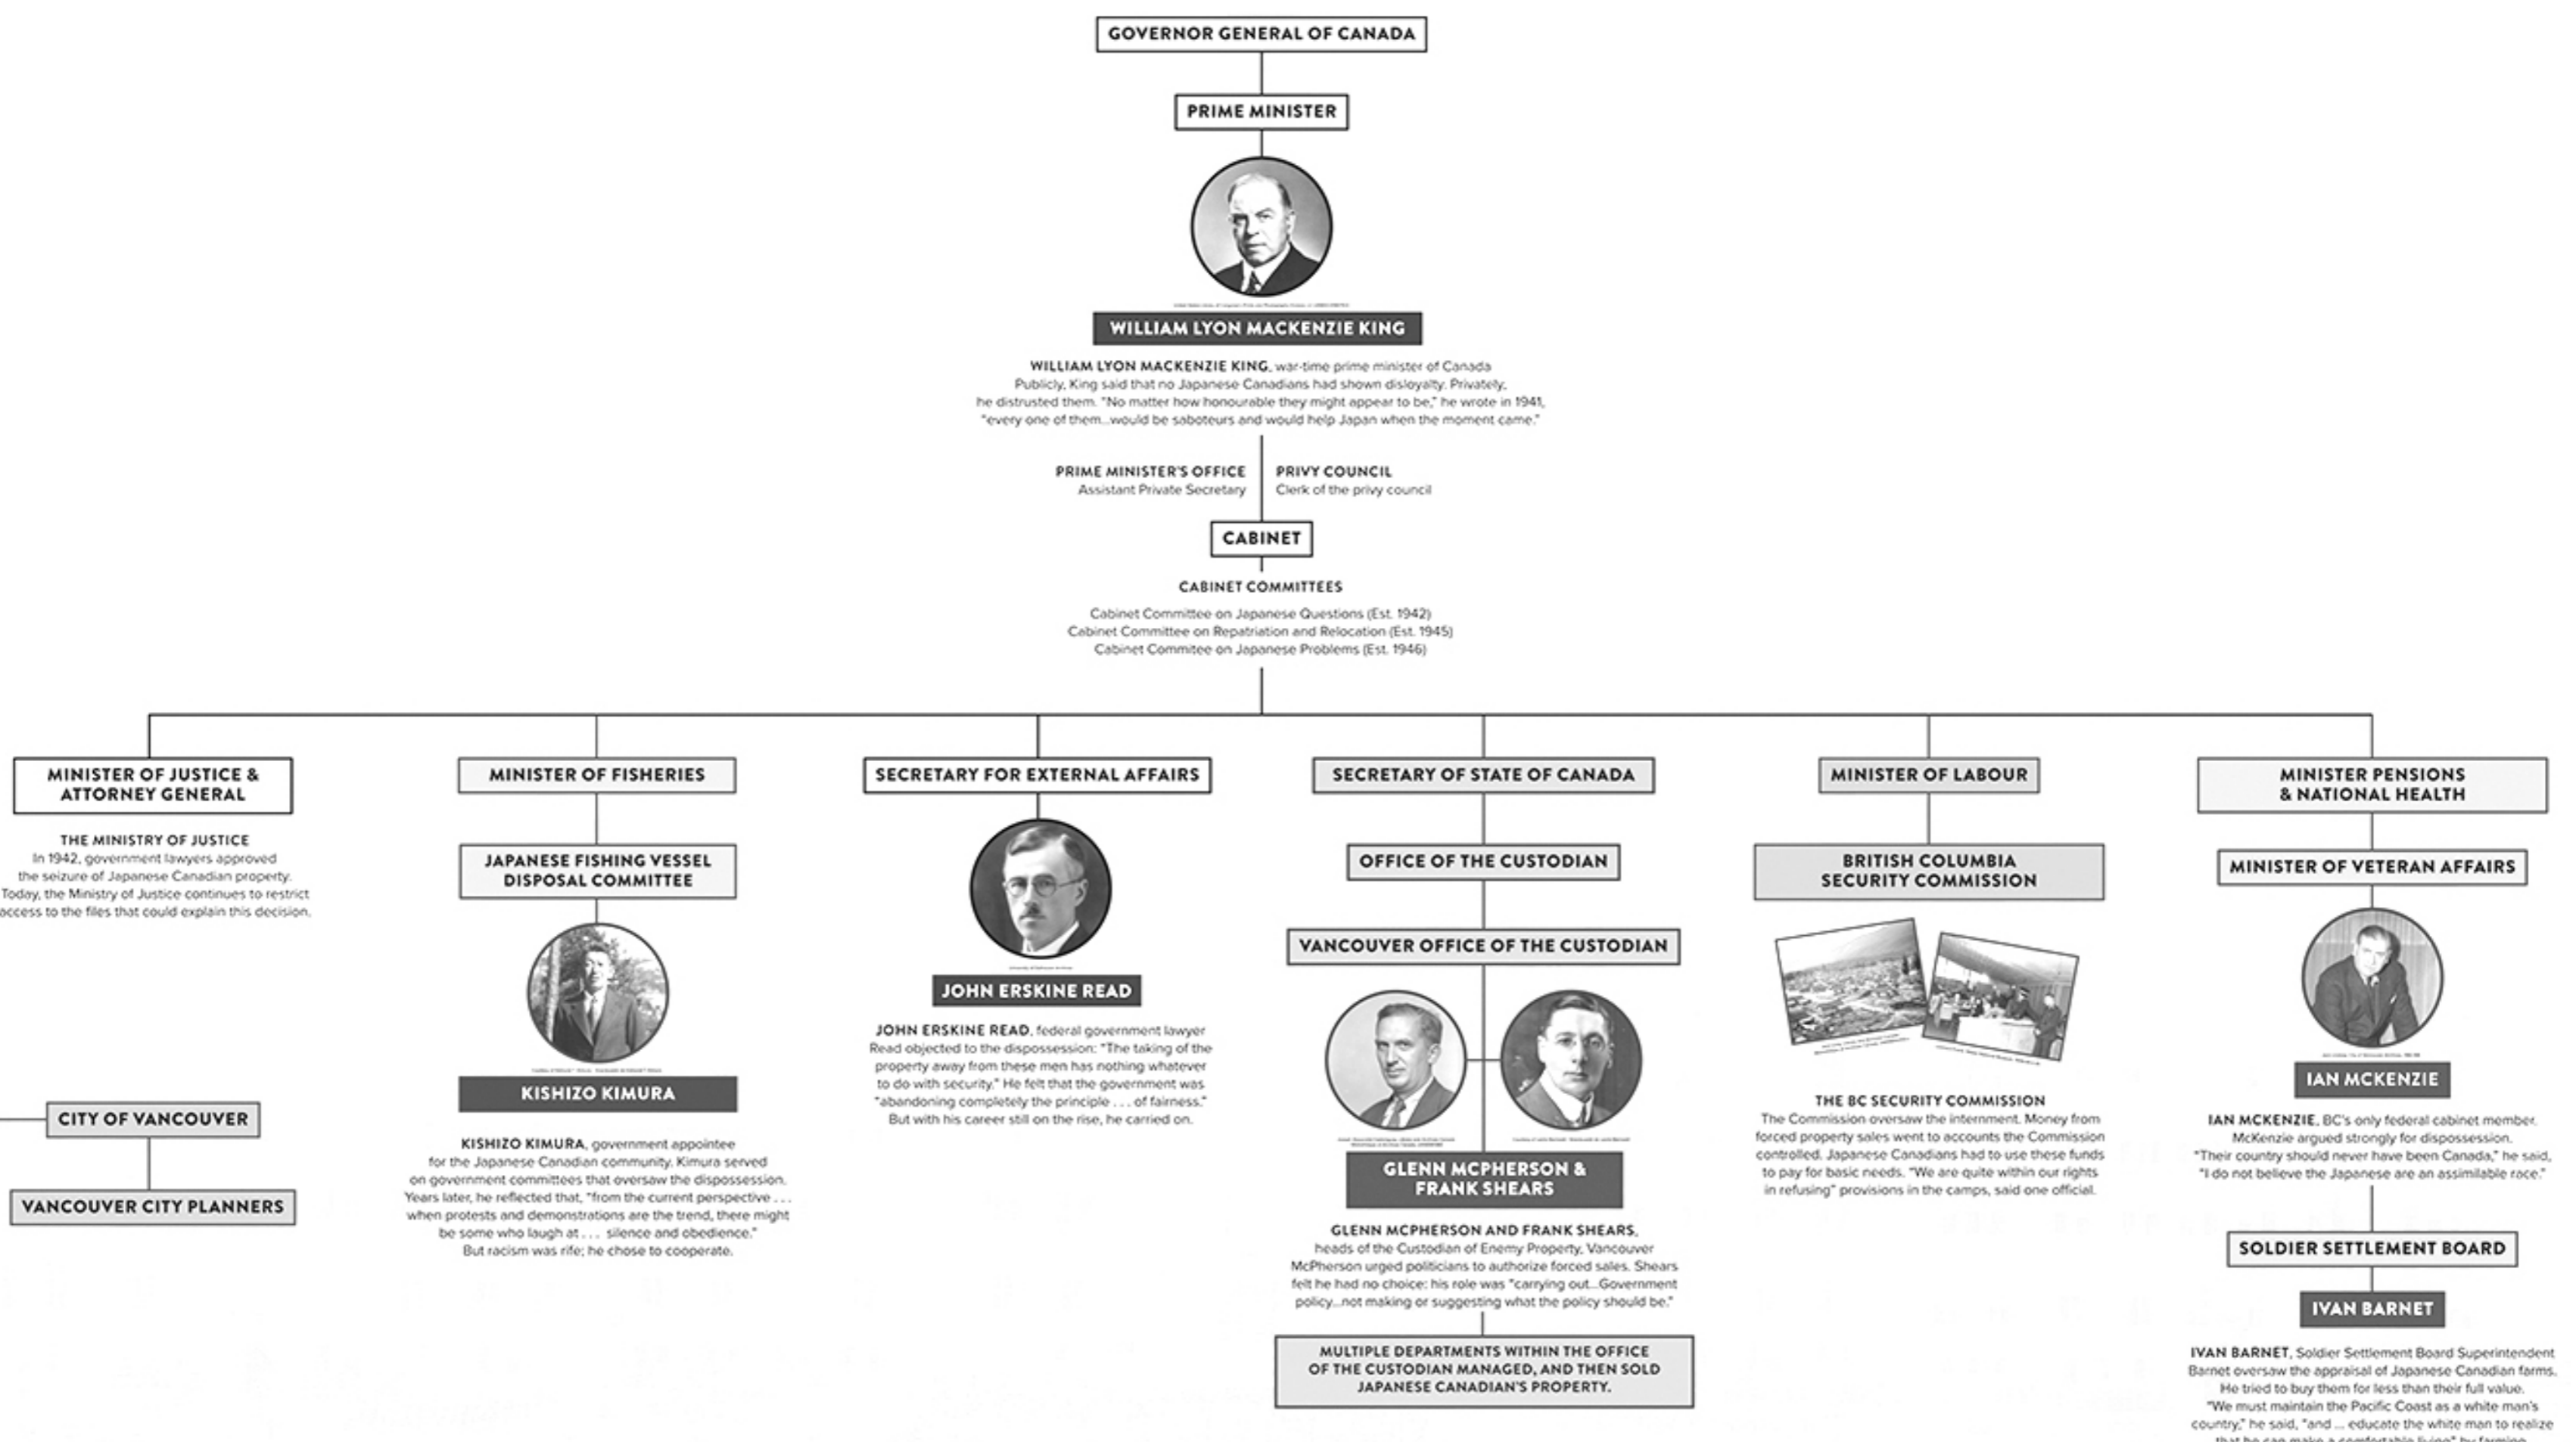 GOVERNOR GENERAL OF CANADA
PRIME MINISTER
WILLIAM LYON MACKENZIE KING
WILLIAM LYON MACKENZIE KING, war-time prime minister of Canada
Publicly, King said that no Japanese Canadians had shown disloyalty. Privately,
he distrusted them. "No matter how honourable they might appear to be," he wrote in 1941,
"every one of them...would be saboteurs and would help Japan when the moment came."
PRIME MINISTER'S OFFICE
Assistant Private Secretary
PRIVY COUNCIL
Clerk of the privy council
CABINET
CABINET COMMITTEES
Cabinet Committee on Japanese Questions (Est. 1942)
Cabinet Committee on Repatriation and Relocation (Est. 1945)
Cabinet Commitee on Japanese Problems (Est. 1946)
MINISTER OF JUSTICE &
ATTORNEY GENERAL
THE MINISTRY OF JUSTICE
In 1942, government lawyers approved
the seizure of Japanese Canadian property.
Today, the Ministry of Justice continues to restrict
access to the files that could explain this decision.
CITY OF VANCOUVER
VANCOUVER CITY PLANNERS
MINISTER OF FISHERIES
JAPANESE FISHING VESSEL
DISPOSAL COMMITTEE
KISHIZO KIMURA
KISHIZO KIMURA, government appointee
for the Japanese Canadian community. Kimura served
on government committees that oversaw the dispossession.
Years later, he reflected that, "from the current perspective . . .
when protests and demonstrations are the trend, there might
be some who laugh at . . . silence and obedience."
But racism was rife; he chose to cooperate.
SECRETARY FOR EXTERNAL AFFAIRS
JOHN ERSKINE READ
JOHN ERSKINE READ, federal government lawyer
Read objected to the dispossession: "The taking of the
property away from these men has nothing whatever
to do with security." He felt that the government was
"abandoning completely the principle . . . of fairness."
But with his career still on the rise, he carried on.
SECRETARY OF STATE OF CANADA
OFFICE OF THE CUSTODIAN
VANCOUVER OFFICE OF THE CUSTODIAN
GLENN MCPHERSON &
FRANK SHEARS
GLENN MCPHERSON AND FRANK SHEARS,
heads of the Custodian of Enemy Property, Vancouver
McPherson urged politicians to authorize forced sales. Shears
felt he had no choice: his role was "carrying out...Government
policy...not making or suggesting what the policy should be."
MULTIPLE DEPARTMENTS WITHIN THE OFFICE
OF THE CUSTODIAN MANAGED, AND THEN SOLD
JAPANESE CANADIAN'S PROPERTY.
MINISTER OF LABOUR
BRITISH COLUMBIA
SECURITY COMMISSION
THE BC SECURITY COMMISSION
The Commission oversaw the internment. Money from
forced property sales went to accounts the Commission
controlled. Japanese Canadians had to use these funds
to pay for basic needs. "We are quite within our rights
in refusing" provisions in the camps, said one official.
MINISTER PENSIONS
& NATIONAL HEALTH
MINISTER OF VETERAN AFFAIRS
IAN MCKENZIE
IAN MCKENZIE, BC's only federal cabinet member.
McKenzie argued strongly for dispossession.
"Their country should never have been Canada," he said,
"I do not believe the Japanese are an assimilable race."
SOLDIER SETTLEMENT BOARD
IVAN BARNET
IVAN BARNET, Soldier Settlement Board Superintendent
Barnet oversaw the appraisal of Japanese Canadian farms.
He tried to buy them for less than their full value.
"We must maintain the Pacific Coast as a white man's
country," he said, "and ... educate the white man to realize
that he can make a comfortable living" by farming